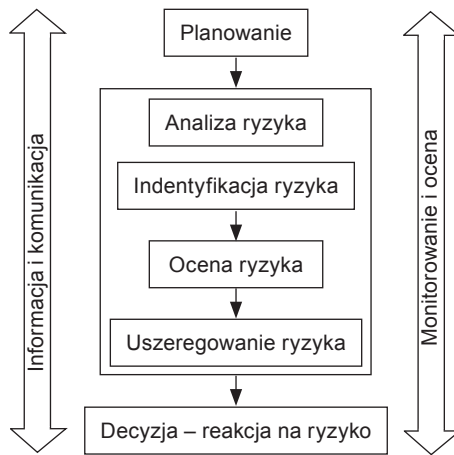 Planowanie
Analiza ryzyka
Indentyfikacja ryzyka
Ocena ryzyka
Uszeregowanie ryzyka
Decyzja – reakcja na ryzyko
Informacja i komunikacja
Monitorowanie i ocena